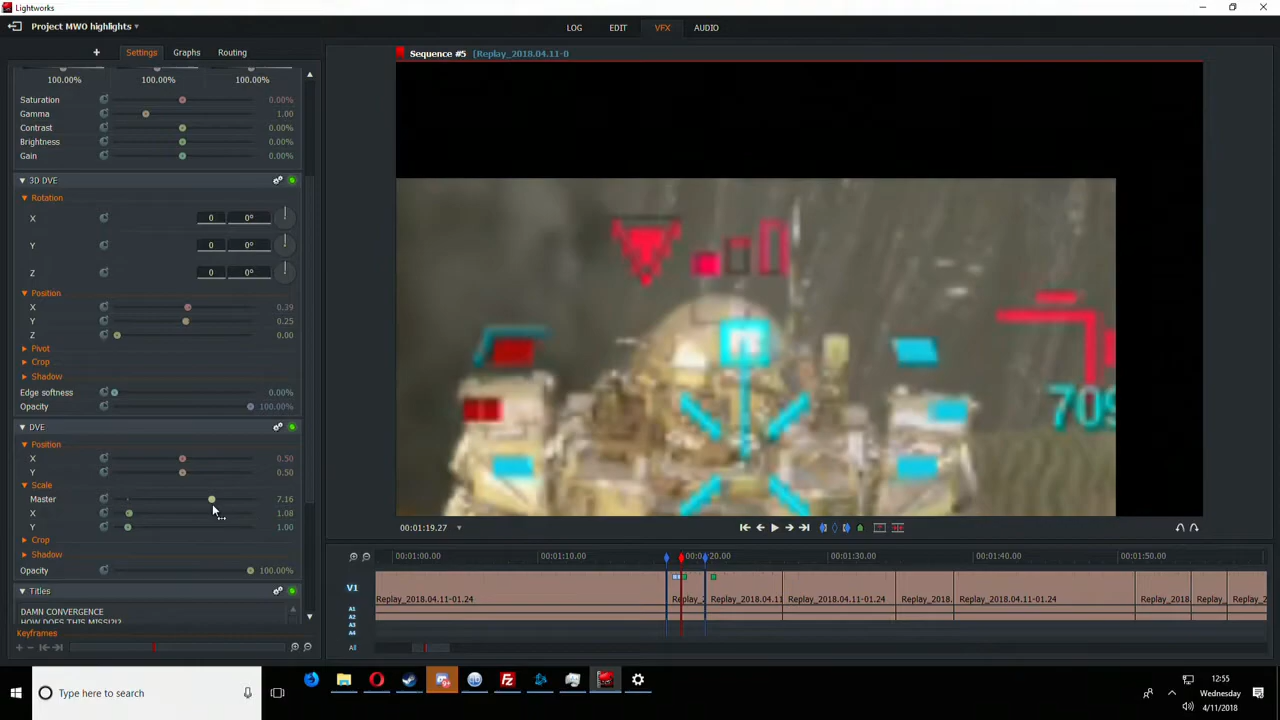 Lightworks
Project MWO highlights
LOG EDIT VFX AUDIO
+ Settings Graphs Routing
Sequence #5 (Replay_2018.04.11-0
100.00% 100.00% 100.00%
Saturation 0.00%
Gamma 1.00
Contrast 0.00%
Brightness 0.00%
Gain 0.00%
3D DVE
Rotation
X 0 0°
Y 0 0°
Z 0 0°
Position
X 0.39
Y 0.25
Z 0.00
Pivot
Crop
Shadow
Edge softness 0.00%
Opacity 100.00%
DVE
Position
X 0.50
Y 0.50
Scale
Master 7.16
X 1.08
Y 1.00
Crop
Shadow
Opacity 100.00%
Titles
DAMN CONVERGENCE
HOW DOES THIS MISS!?!?
Keyframes
709
00:01:19.27
00:01:00.00 00:01:10.00 00:01:20.00 00:01:30.00 00:01:40.00 00:01:50.00
V1
Replay_2018.04.11-01.24 Replay_2 Replay_2018.04.11 Replay_2018.04.11-01.24 Replay_2018. Replay_2018.04.11-01.24 Replay_2018. Replay_ Replay_2018
A1
A2
A3
A4
All
Type here to search
12:55
Wednesday
4/11/2018